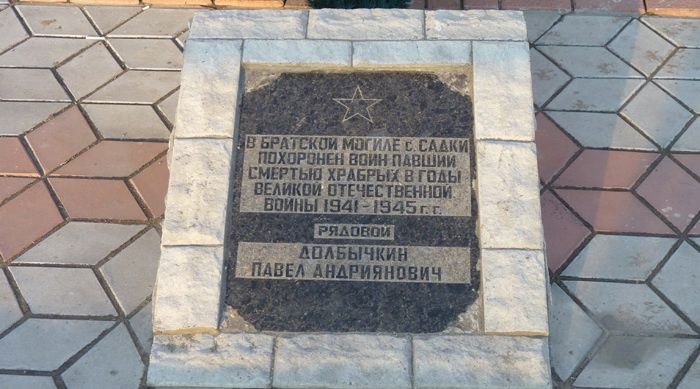 В БРАТСКОЙ МОГИЛЕ с. САДКИ
ПОХОРОНЕН ВОИН ПАВШИЙ
СМЕРТЬЮ ХРАБРЫХ В ГОДЫ
ВЕЛИКОЙ ОТЕЧЕСТВЕННОЙ
ВОЙНЫ 1941-1945 г.г.
РЯДОВОЙ
ДОЛБЫЧКИН
ПАВЕЛ АНДРИЯНОВИЧ